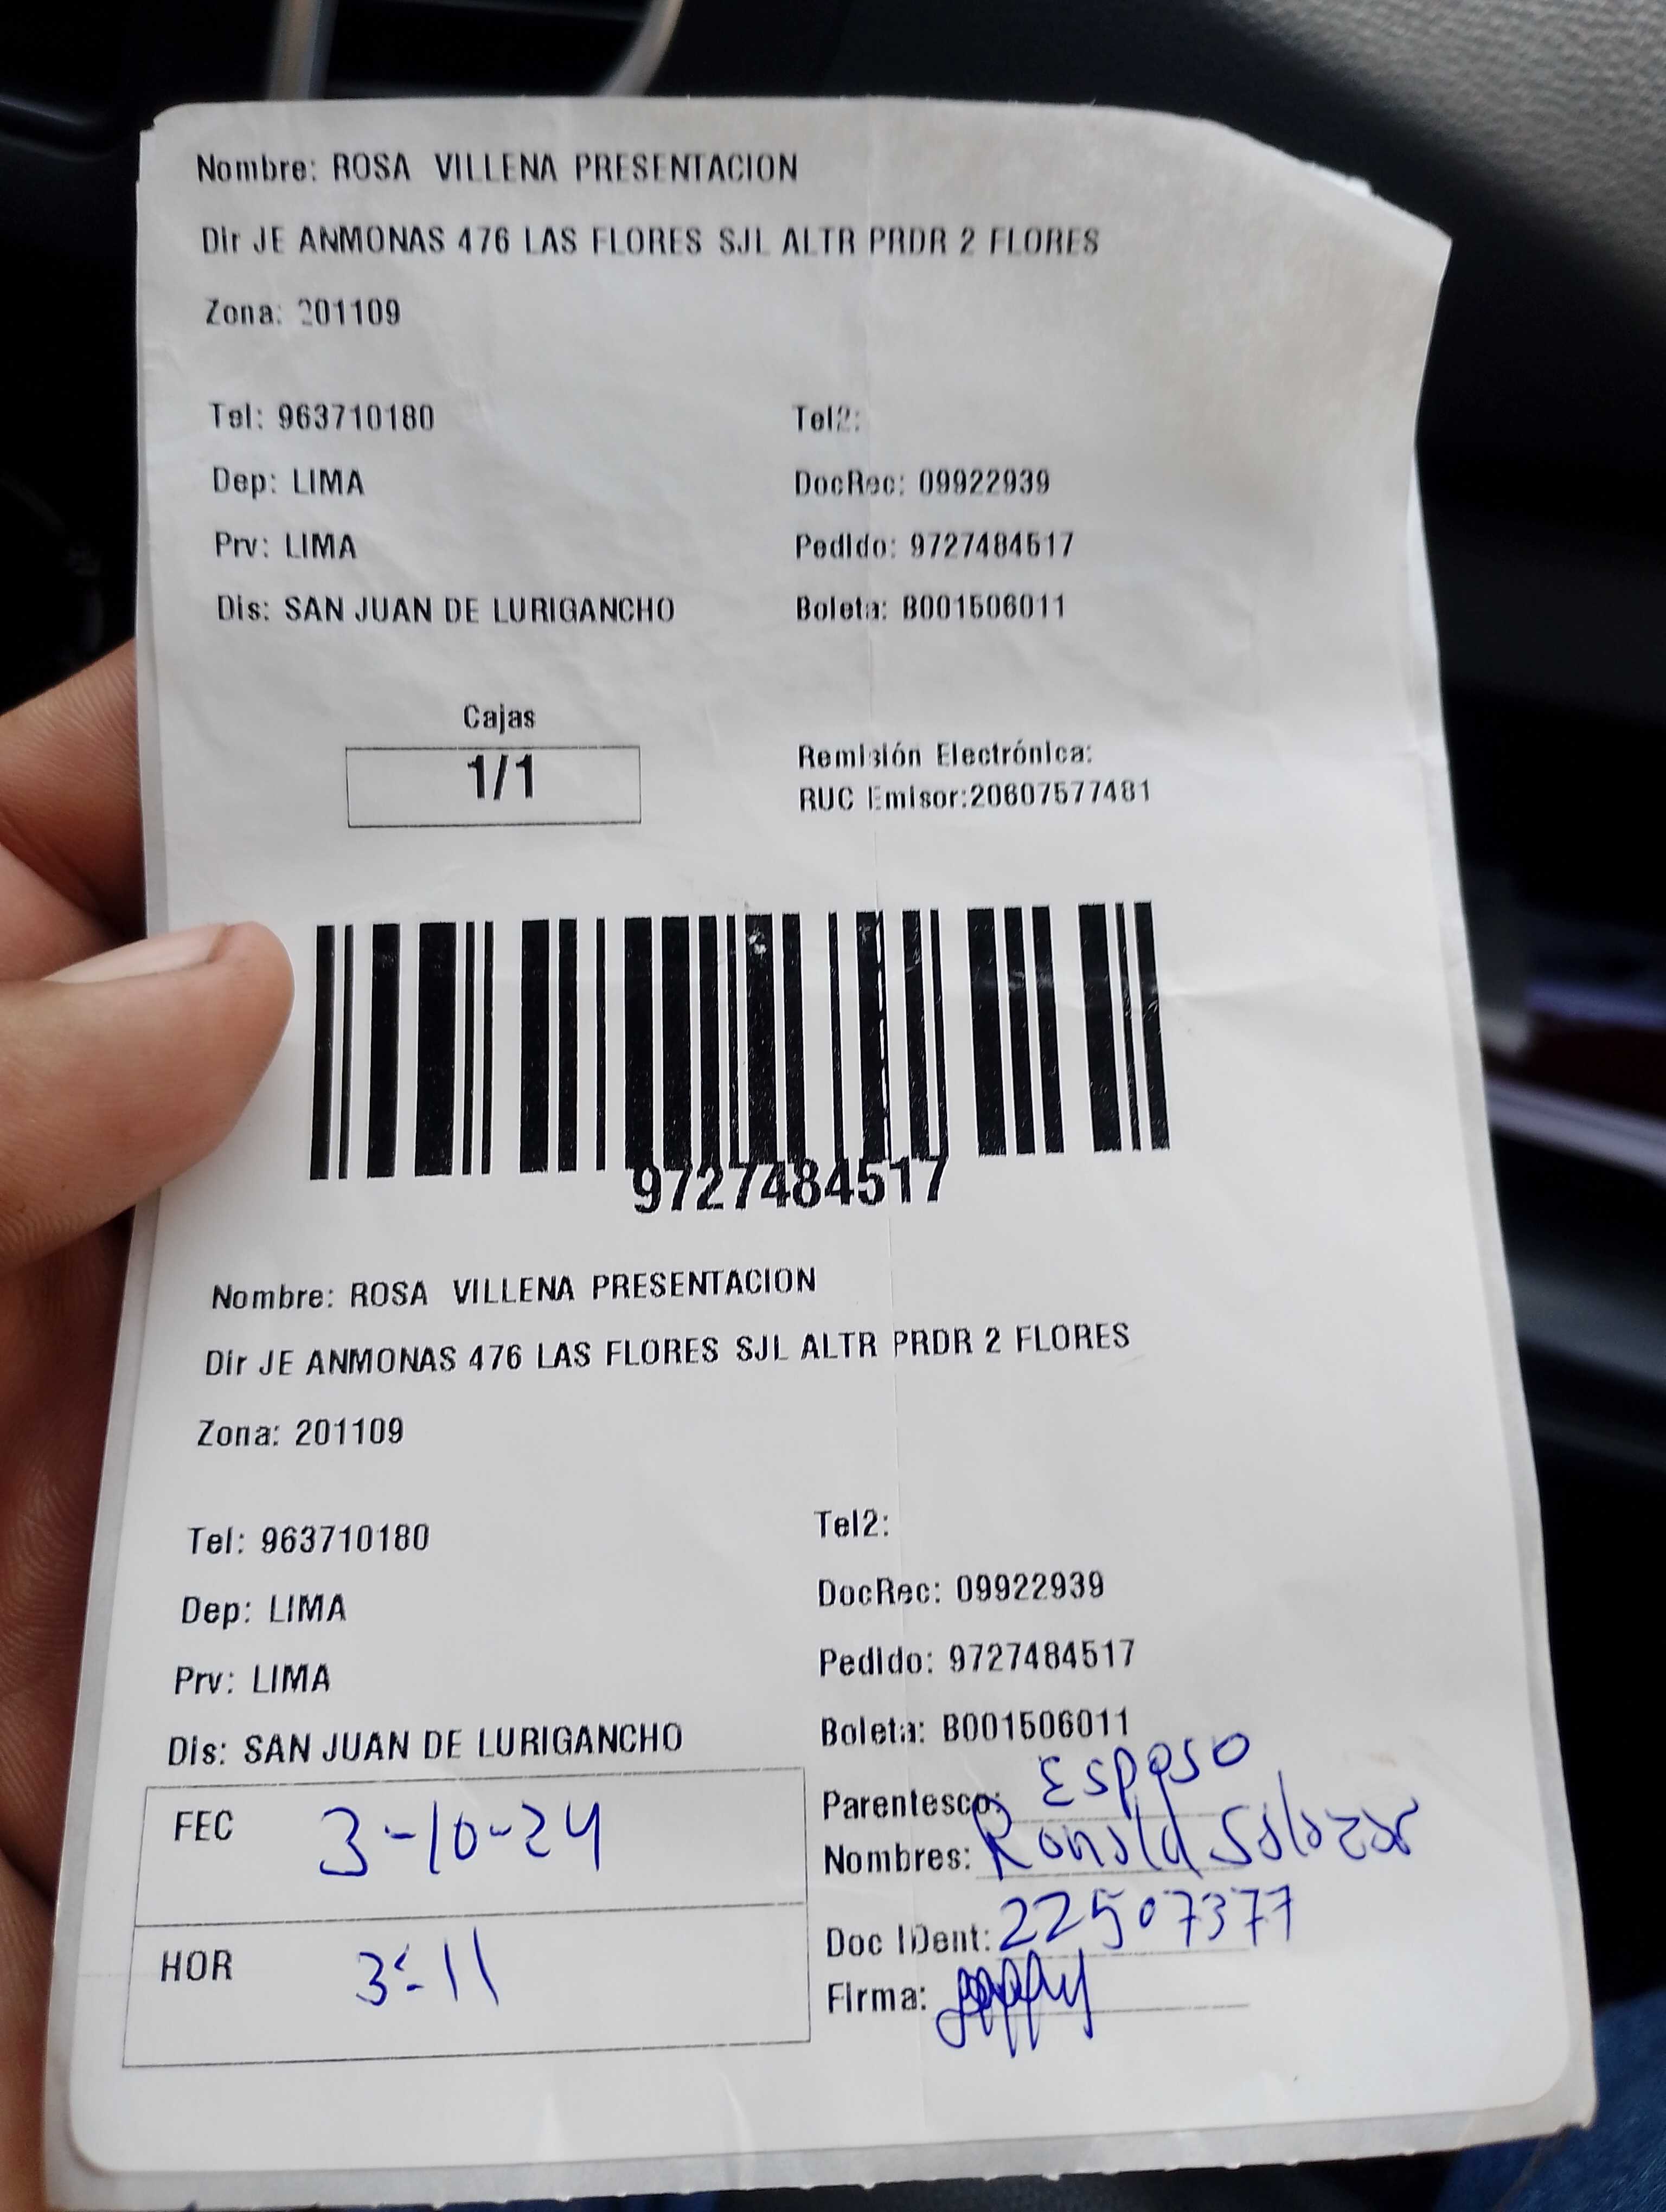 Nombre: ROSA VILLENA PRESENTACION
Dir JE ANMONAS 476 LAS FLORES SJL ALTR PRDR 2 FLORES
Zona: 201109
Tel: 963710180 Tel2:
Dep: LIMA DocRec: 09922939
Prv: LIMA Pedido: 9727484517
Dis: SAN JUAN DE LURIGANCHO Boleta: B001506011
Cajas
1/1
Remisión Electrónica:
RUC Emisor:20607577481
9727484517
Nombre: ROSA VILLENA PRESENTACION
Dir JE ANMONAS 476 LAS FLORES SJL ALTR PRDR 2 FLORES
Zona: 201109
Tel: 963710180 Tel2:
Dep: LIMA DocRec: 09922939
Prv: LIMA Pedido: 9727484517
Dis: SAN JUAN DE LURIGANCHO Boleta: B001506011
FEC 3-10-24
HOR 3:11
Parentesco: Esposo
Nombres: Ronald Salazar
Doc IDent: 22507377
Firma: